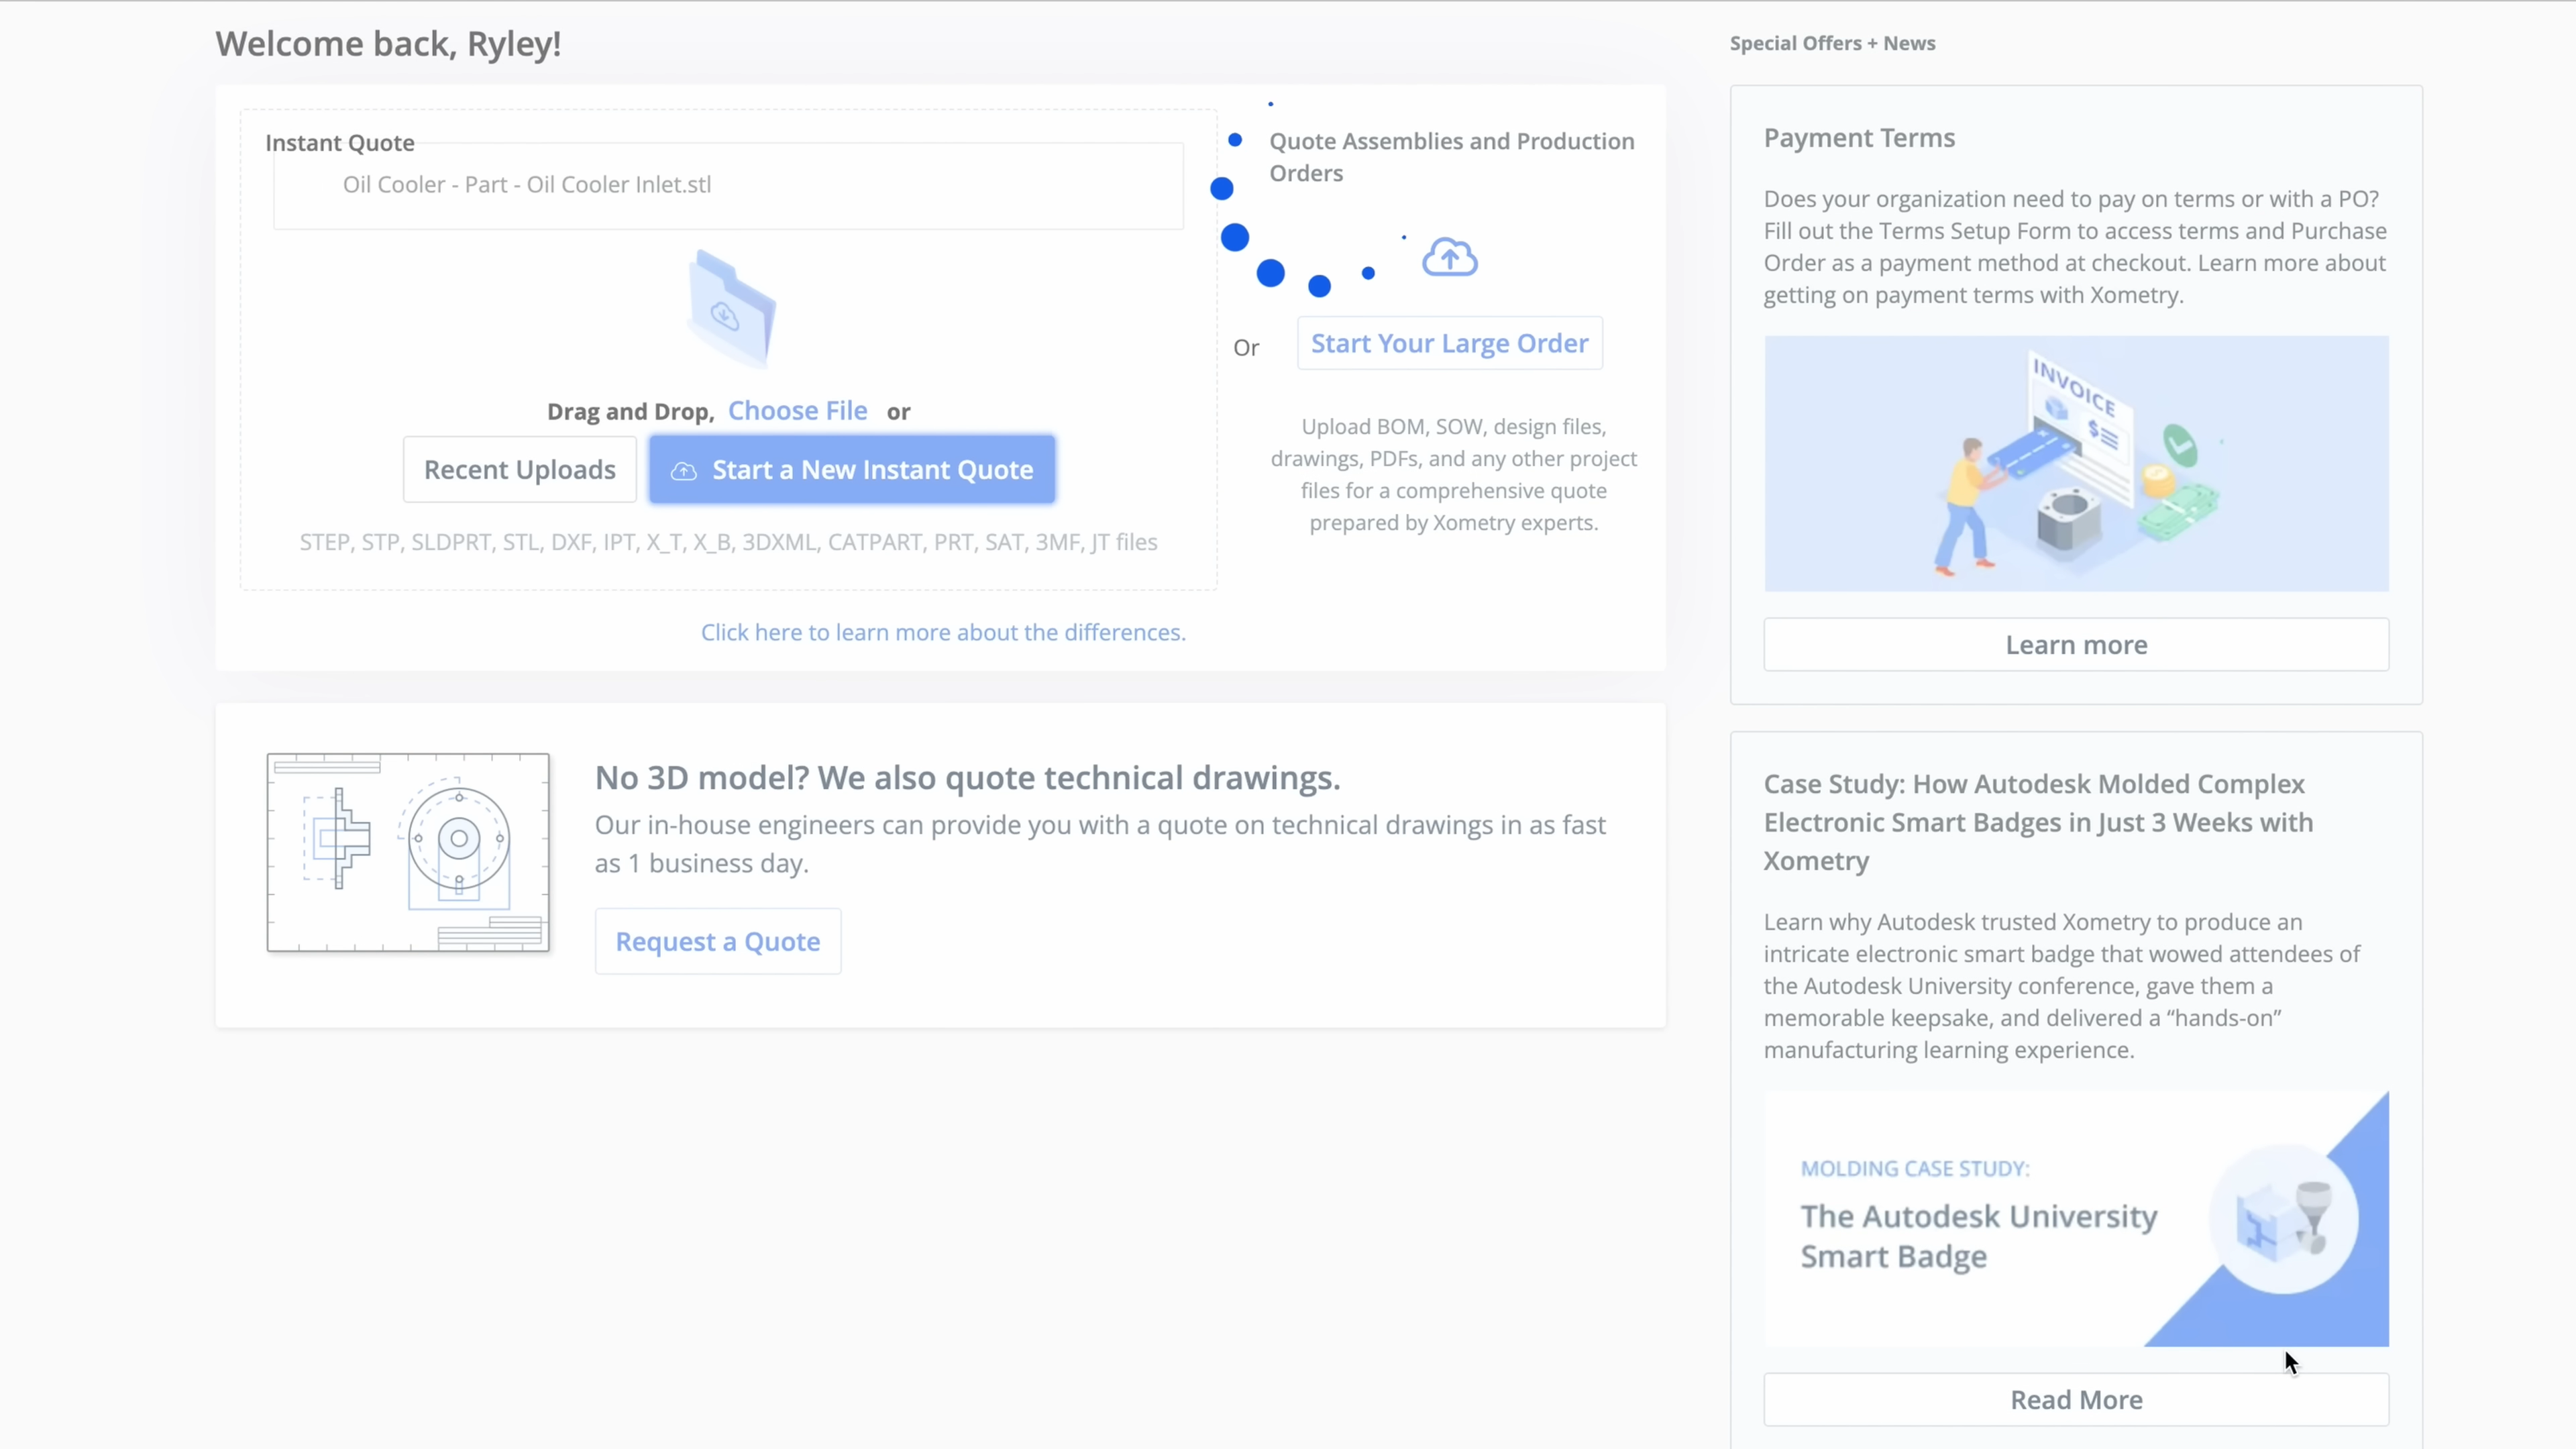 Welcome back, Ryley!
Instant Quote
Oil Cooler - Part - Oil Cooler Inlet.stl
Drag and Drop, Choose File or
Recent Uploads
Start a New Instant Quote
STEP, STP, SLDPRT, STL, DXF, IPT, X_T, X_B, 3DXML, CATPART, PRT, SAT, 3MF, JT files
Or
Quote Assemblies and Production
Orders
Start Your Large Order
Upload BOM, SOW, design files,
drawings, PDFs, and any other project
files for a comprehensive quote
prepared by Xometry experts.
Click here to learn more about the differences.
No 3D model? We also quote technical drawings.
Our in-house engineers can provide you with a quote on technical drawings in as fast
as 1 business day.
Request a Quote
Special Offers + News
Payment Terms
Does your organization need to pay on terms or with a PO?
Fill out the Terms Setup Form to access terms and Purchase
Order as a payment method at checkout. Learn more about
getting on payment terms with Xometry.
INVOICE
$
Learn more
Case Study: How Autodesk Molded Complex
Electronic Smart Badges in Just 3 Weeks with
Xometry
Learn why Autodesk trusted Xometry to produce an
intricate electronic smart badge that wowed attendees of
the Autodesk University conference, gave them a
memorable keepsake, and delivered a “hands-on”
manufacturing learning experience.
MOLDING CASE STUDY:
The Autodesk University
Smart Badge
Read More